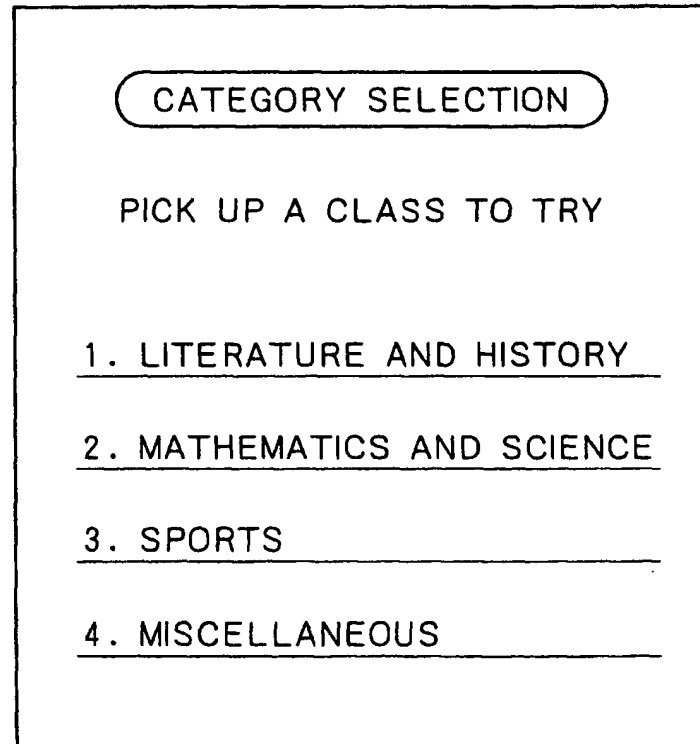 CATEGORY SELECTION
PICK UP A CLASS TO TRY
1. LITERATURE AND HISTORY
2. MATHEMATICS AND SCIENCE
3. SPORTS
4. MISCELLANEOUS